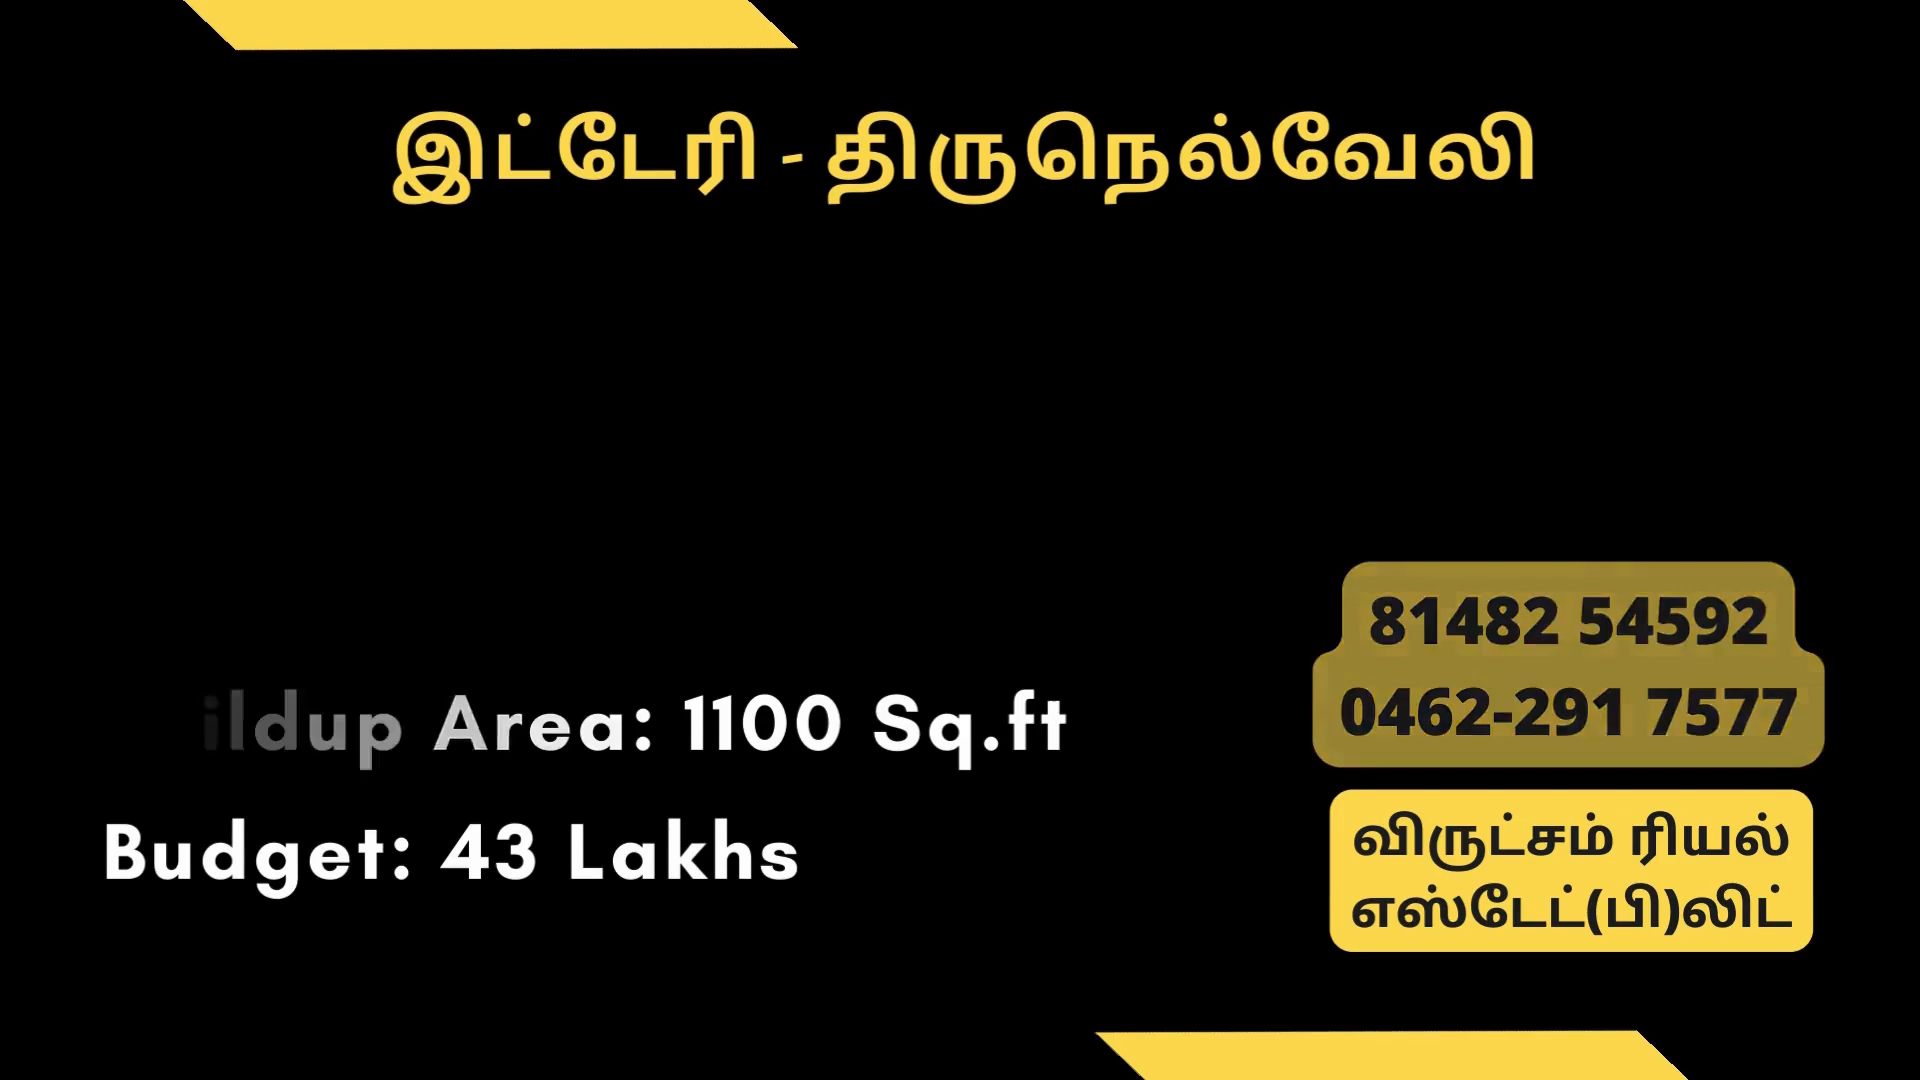 இட்டேரி - திருநெல்வேலி
ildup Area: 1100 Sq.ft
Budget: 43 Lakhs
81482 54592
0462-291 7577
விருட்சம் ரியல்
எஸ்டேட்(பி)லிட்